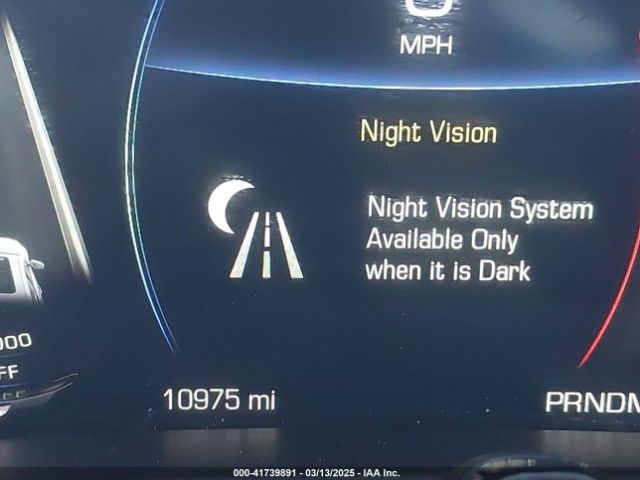 MPH
Night Vision
Night Vision System
Available Only
when it is Dark
10975 mi
000-41739891 - 03/13/2025 - IAA Inc.